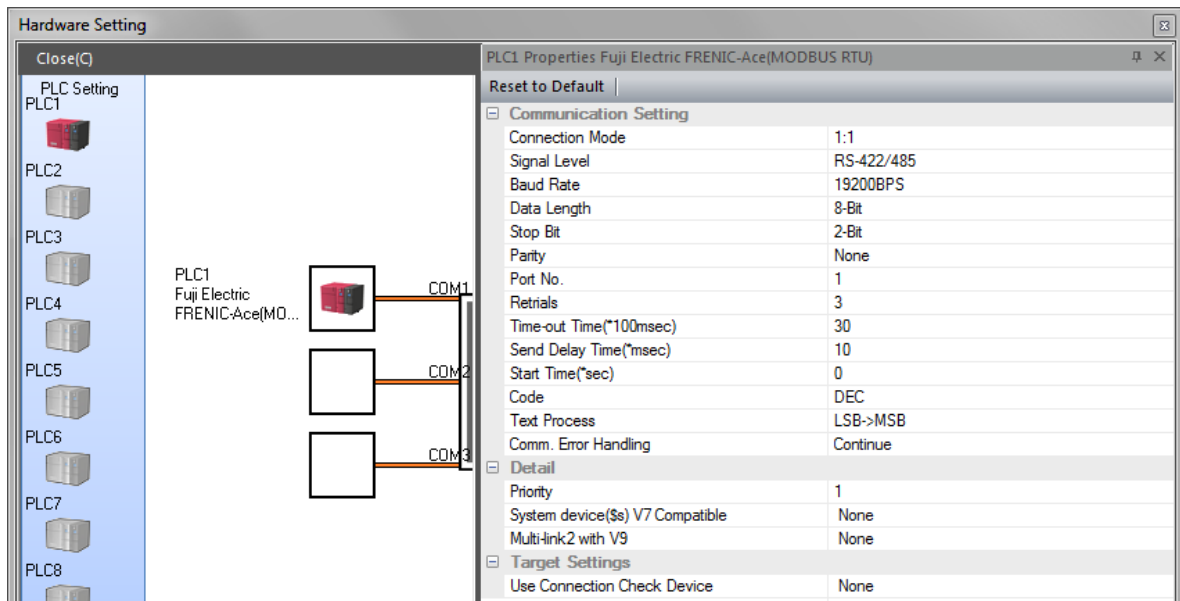 Hardware Setting
Close(C)
PLC Setting
PLC1
PLC2
PLC3
PLC4
PLC5
PLC6
PLC7
PLC8
PLC1
Fuji Electric
FRENIC-Ace(MO...
COM1
COM2
COM3
PLC1 Properties Fuji Electric FRENIC-Ace(MODBUS RTU)
Reset to Default
Communication Setting
Connection Mode 1:1
Signal Level RS-422/485
Baud Rate 19200BPS
Data Length 8-Bit
Stop Bit 2-Bit
Parity None
Port No. 1
Retrials 3
Time-out Time(*100msec) 30
Send Delay Time(*msec) 10
Start Time(*sec) 0
Code DEC
Text Process LSB->MSB
Comm. Error Handling Continue
Detail
Priority 1
System device($s) V7 Compatible None
Multi-link2 with V9 None
Target Settings
Use Connection Check Device None